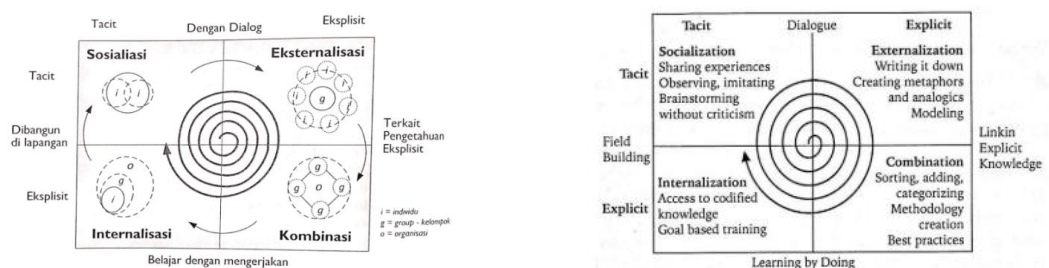 Tacit
Dengan Dialog
Eksplisit
Sosialiasi
Eksternalisasi
Tacit
i
i
i
i
i
i
i
i
i
g
Dibangun
di lapangan
Terkait
Pengetahuan
Eksplisit
Eksplisit
o
g
i
g
g
o
g
g
i = individu
g = group - kelompok
o = organisasi
Internalisasi
Kombinasi
Belajar dengan mengerjakan
Tacit
Dialogue
Explicit
Tacit
Socialization
Sharing experiences
Observing, imitating
Brainstorming
without criticism
Externalization
Writing it down
Creating metaphors
and analogics
Modeling
Field
Building
Linkin
Explicit
Knowledge
Explicit
Internalization
Access to codified
knowledge
Goal based training
Combination
Sorting, adding,
categorizing
Methodology
creation
Best practices
Learning by Doing